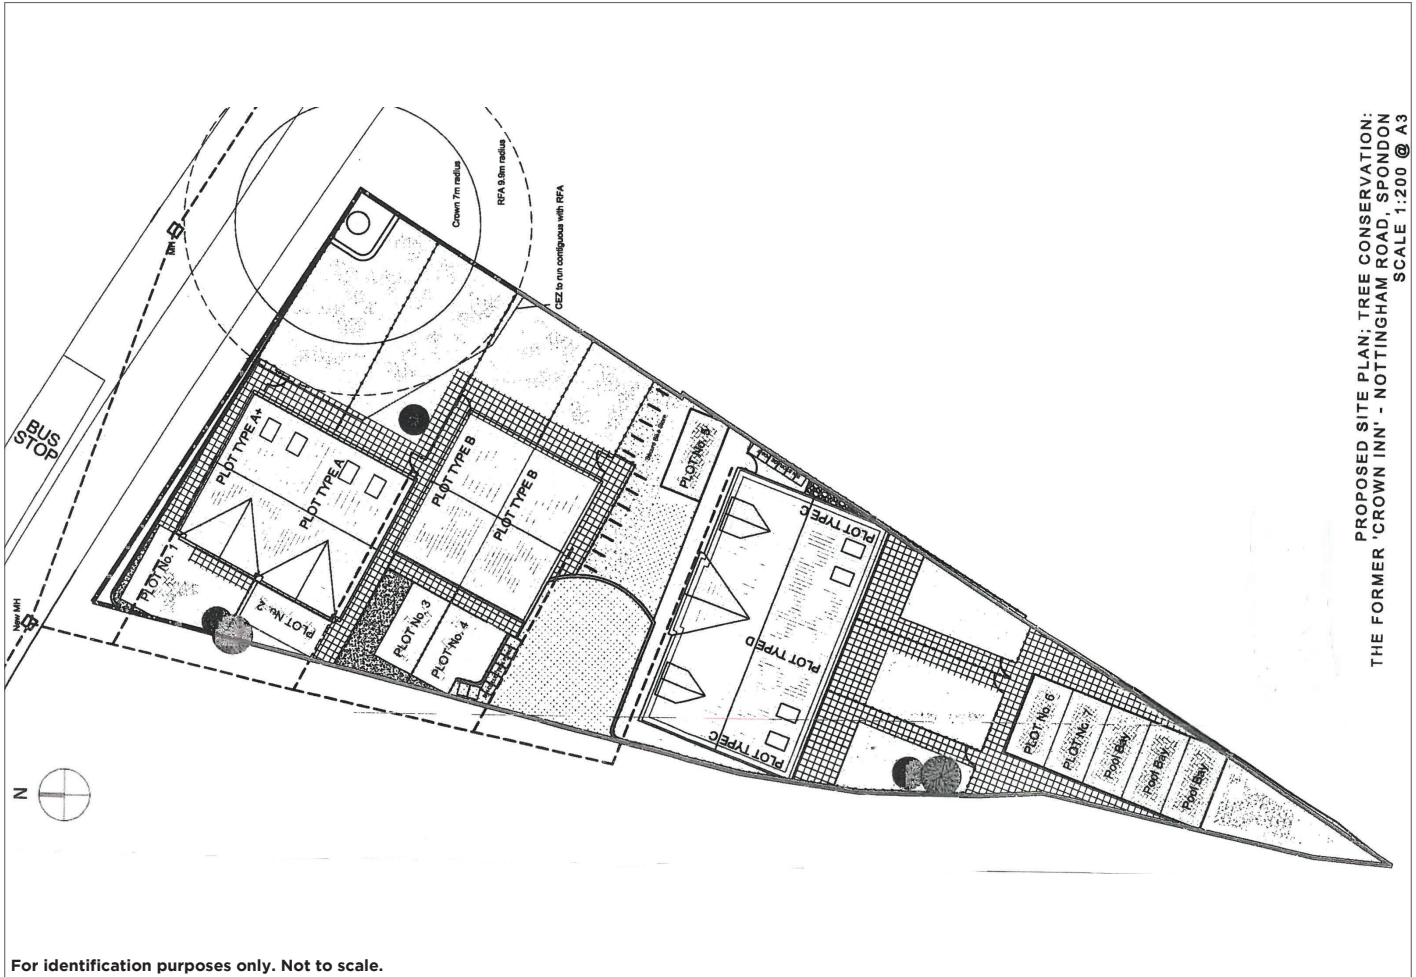 PROPOSED SITE PLAN; TREE CONSERVATION:
THE FORMER 'CROWN INN' - NOTTINGHAM ROAD, SPONDON
SCALE 1:200 @ A3
Crown 7m radius
RFA 9.9m radius
CEZ to run contiguous with RFA
MH
BUS
STOP
New MH
PLOT TYPE A+
PLOT TYPE A
PLOT TYPE B
PLOT TYPE B
PLOT No. 1
PLOT No. 2
PLOT No. 3
PLOT No. 4
PLOT No. 5
PLOT TYPE C
PLOT TYPE D
PLOT TYPE C
PLOT No. 6
PLOT No. 7
Pool Bay
Pool Bay
Pool Bay
N
For identification purposes only. Not to scale.